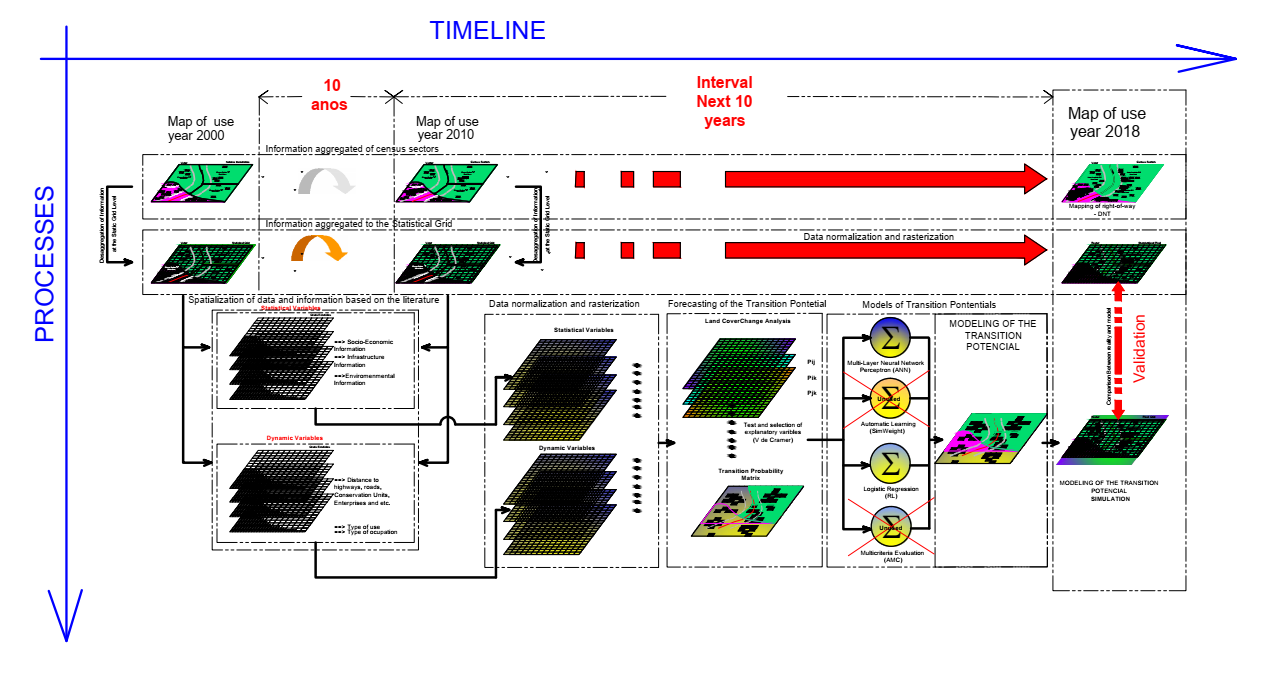 TIMELINE
PROCESSES
10
anos
Interval
Next 10
years
Map of use
year 2000
Map of use
year 2010
Map of use
year 2018
Information aggregated of census sectors
Mapping of right-of-way
- DNT
Desaggregation of Information
at the Static Grid Level
Desaggregation of Information
at the Static Grid Level
Information aggregated to the Statistical Grid
Data normalization and rasterization
Spatialization of data and information based on the literature
Statistical Variables
==> Socio-Economic
Information
==> Infrastructure
Information
==>Enviromenmental
Information
Dynamic Variables
==> Distance to
highways, roads,
Conservation Units,
Enterprises and etc.
==> Type of use
==> Type of ocupation
Data normalization and rasterization
Statistical Variables
Dynamic Variables
Forecasting of the Transition Potetial
Land CoverChange Analysis
Pij
Pik
Pjk
Test and selection of
explanatory varibles
(V de Cramer)
Transition Probability
Matrix
Models of Transition Pontentials
Σ
Multi-Layer Neural Network
Perceptron (ANN)
Σ
Unused
Automatic Learning
(SimWeight)
Σ
Logistic Regression
(RL)
Σ
Unused
Multicriteria Evaluation
(AMC)
MODELING OF THE
TRANSITION
POTENCIAL
Comparison Between reality and model
Validation
MODELING OF THE TRANSITION
POTENCIAL
SIMULATION